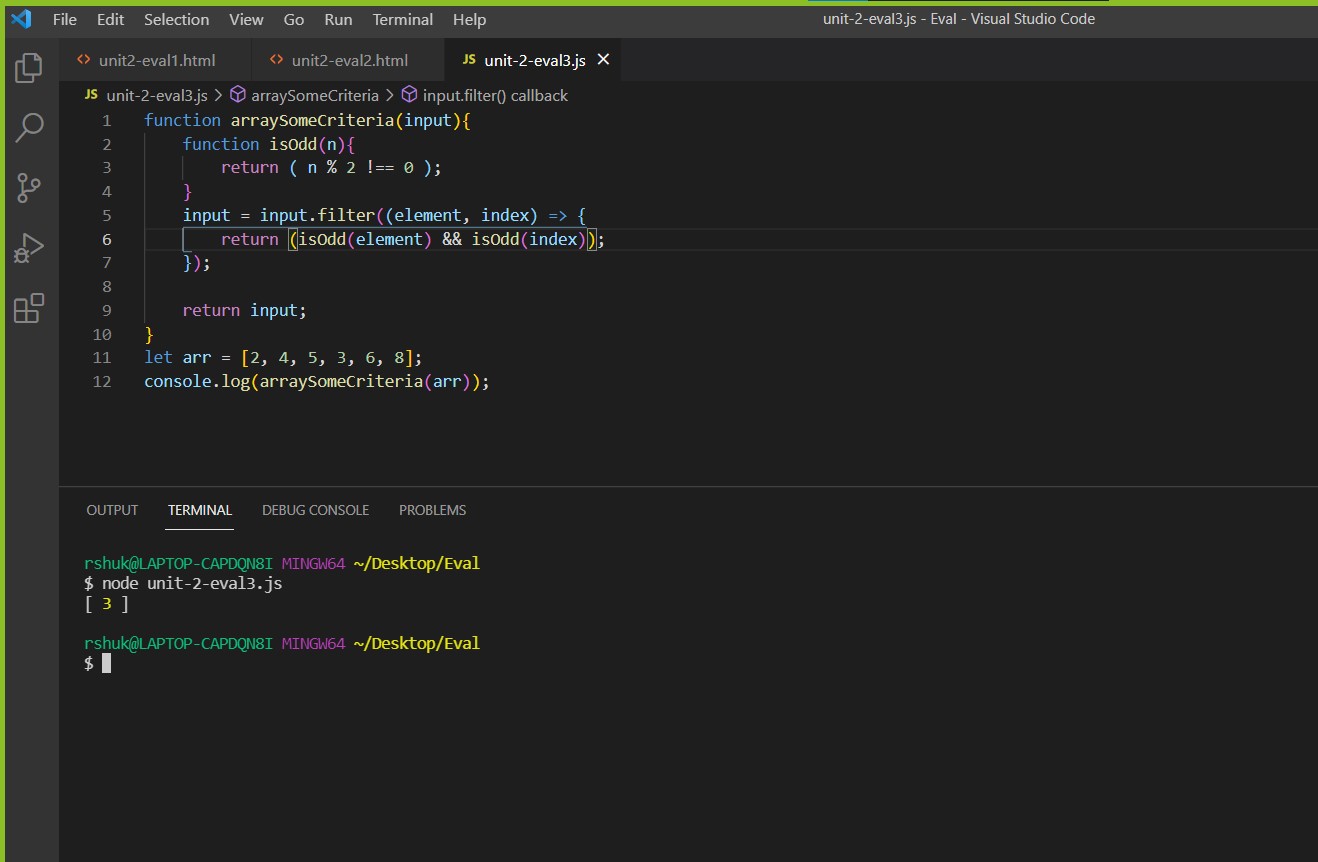 File Edit Selection View Go Run Terminal Help unit-2-eval3.js - Eval - Visual Studio Code
<> unit2-eval1.html <> unit2-eval2.html JS unit-2-eval3.js ×
JS unit-2-eval3.js > arraySomeCriteria > input.filter() callback
1 function arraySomeCriteria(input){
2     function isOdd(n){
3         return ( n % 2 !== 0 );
4     }
5     input = input.filter((element, index) => {
6         return (isOdd(element) && isOdd(index));
7     });
8
9     return input;
10 }
11 let arr = [2, 4, 5, 3, 6, 8];
12 console.log(arraySomeCriteria(arr));
OUTPUT TERMINAL DEBUG CONSOLE PROBLEMS
rshuk@LAPTOP-CAPDQN8I MINGW64 ~/Desktop/Eval
$ node unit-2-eval3.js
[ 3 ]
rshuk@LAPTOP-CAPDQN8I MINGW64 ~/Desktop/Eval
$